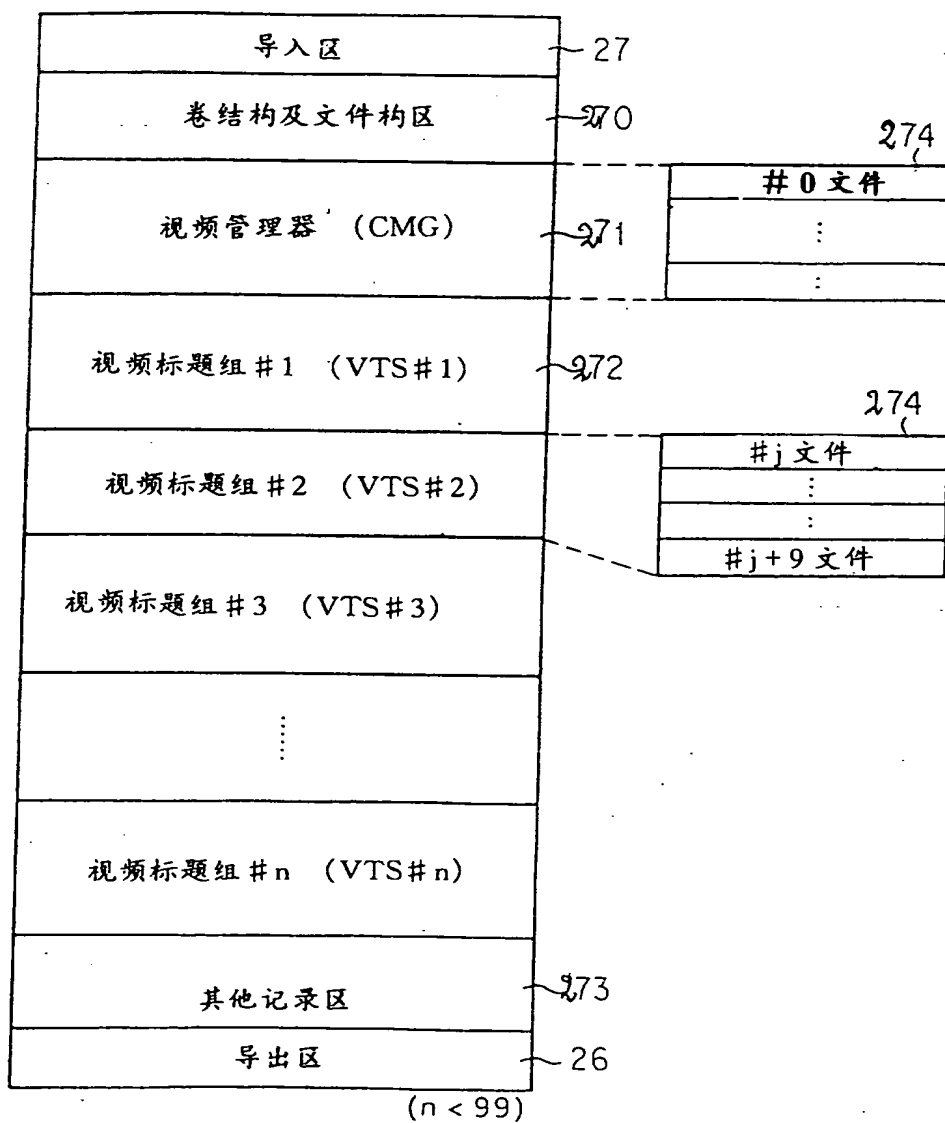 导入区 27
卷结构及文件构区 270
274
#0文件
⋮
:
视频管理器 (CMG) 271
视频标题组#1 (VTS#1) 272
274
#j文件
⋮
:
#j+9文件
视频标题组#2 (VTS#2)
视频标题组#3 (VTS#3)
⋮
视频标题组#n (VTS#n)
其他记录区 273
导出区 26
(n<99)